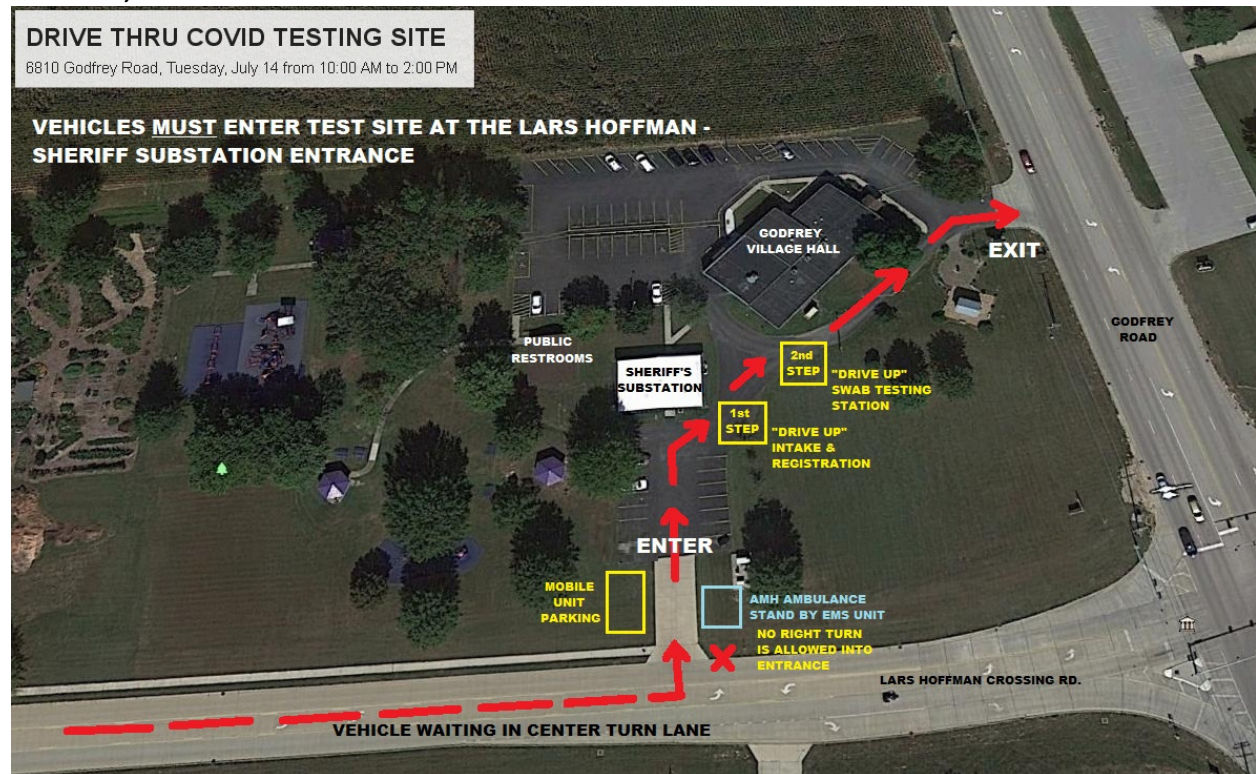 DRIVE THRU COVID TESTING SITE
6810 Godfrey Road, Tuesday, July 14 from 10:00 AM to 2:00 PM
VEHICLES MUST ENTER TEST SITE AT THE LARS HOFFMAN -
SHERIFF SUBSTATION ENTRANCE
GODFREY
VILLAGE HALL
EXIT
GODFREY
ROAD
PUBLIC
RESTROOMS
SHERIFF'S
SUBSTATION
2nd
STEP
"DRIVE UP"
SWAB TESTING
STATION
1st
STEP
"DRIVE UP"
INTAKE &
REGISTRATION
ENTER
MOBILE
UNIT
PARKING
AMH AMBULANCE
STAND BY EMS UNIT
NO RIGHT TURN
IS ALLOWED INTO
ENTRANCE
LARS HOFFMAN CROSSING RD.
VEHICLE WAITING IN CENTER TURN LANE